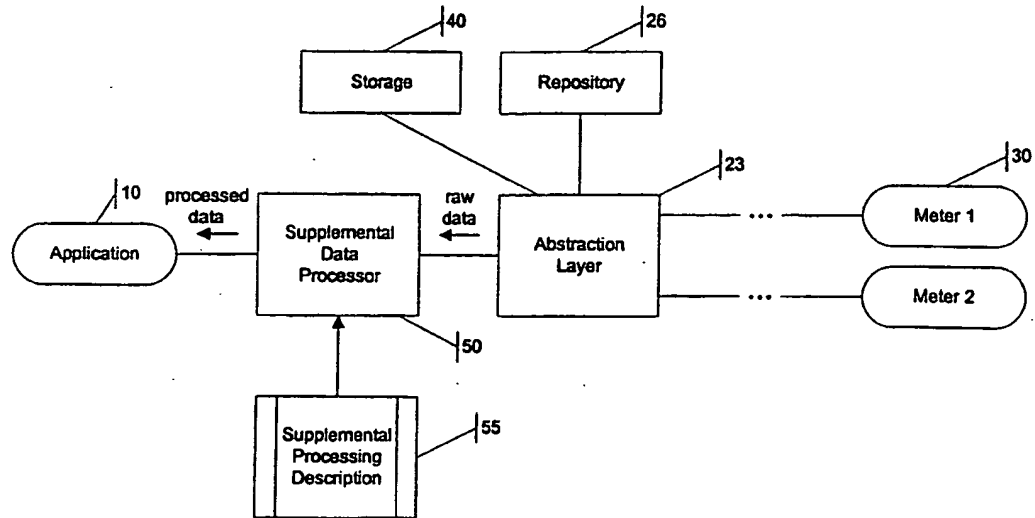 40
26
Storage
Repository
23
30
10
processed
data
raw
data
Meter 1
Application
Supplemental
Data
Processor
Abstraction
Layer
...
...
Meter 2
50
55
Supplemental
Processing
Description